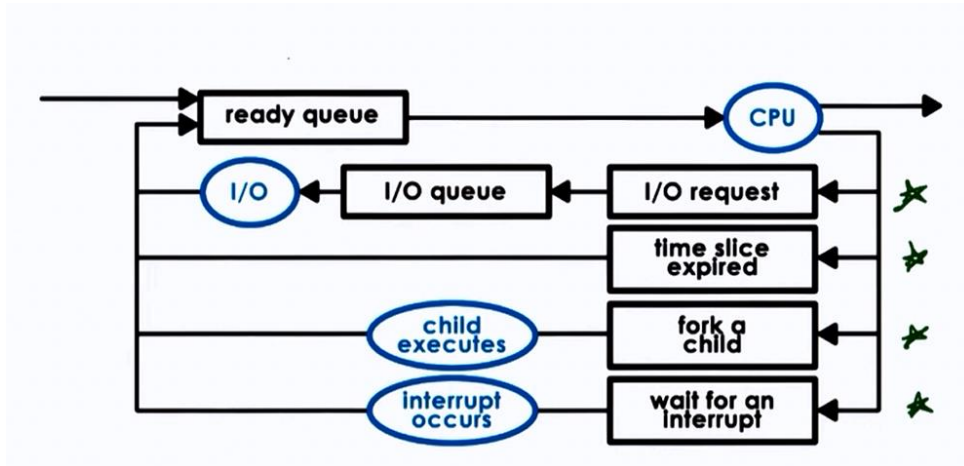 ready queue
CPU
I/O
I/O queue
I/O request
time slice
expired
child
executes
fork a
child
interrupt
occurs
wait for an
interrupt